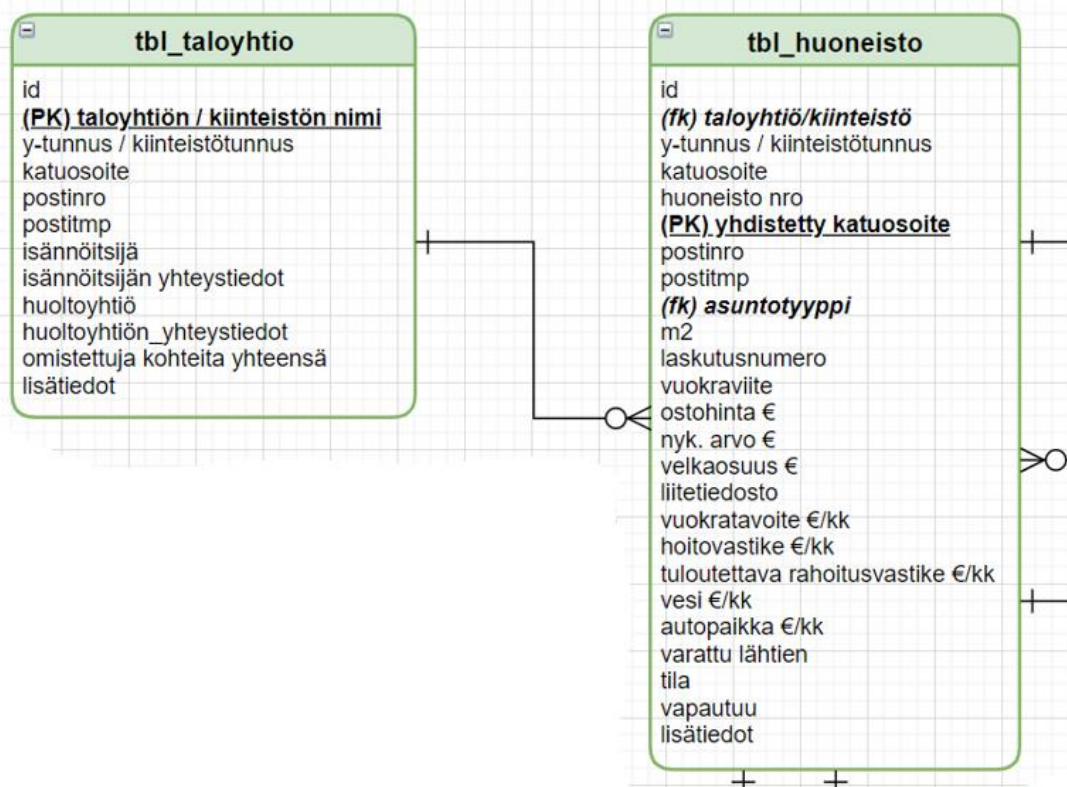 tbl_taloyhtio
id
(PK) taloyhtiön / kiinteistön nimi
y-tunnus / kiinteistötunnus
katuosoite
postinro
postitmp
isännöitsijä
isännöitsijän yhteystiedot
huoltoyhtiö
huoltoyhtiön_yhteystiedot
omistettuja kohteita yhteensä
lisätiedot
tbl_huoneisto
id
(fk) taloyhtiö/kiinteistö
y-tunnus / kiinteistötunnus
katuosoite
huoneisto nro
(PK) yhdistetty katuosoite
postinro
postitmp
(fk) asuntotyyppi
m2
laskutusnumero
vuokraviite
ostohinta €
nyk. arvo €
velkaosuus €
liitetiedosto
vuokratavoite €/kk
hoitovastike €/kk
tuloutettava rahoitusvastike €/kk
vesi €/kk
autopaikka €/kk
varattu lähtien
tila
vapautuu
lisätiedot